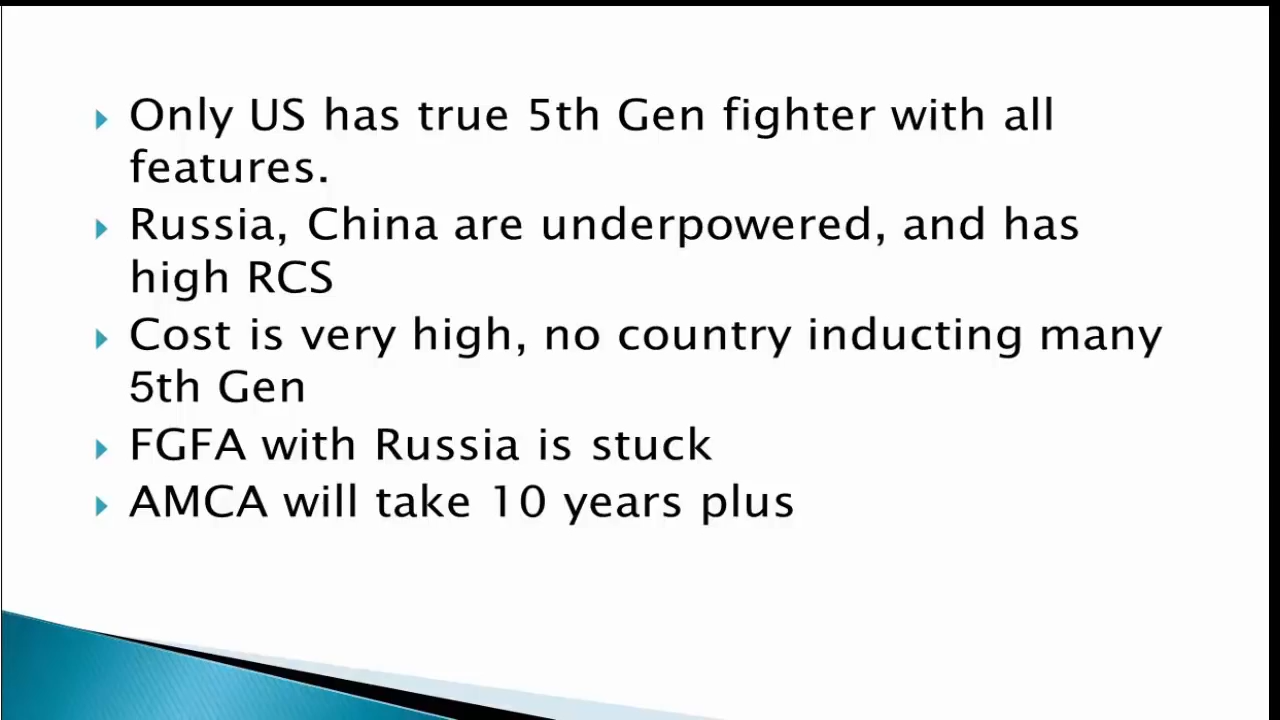 Only US has true 5th Gen fighter with all
features.
Russia, China are underpowered, and has
high RCS
Cost is very high, no country inducting many
5th Gen
FGFA with Russia is stuck
AMCA will take 10 years plus